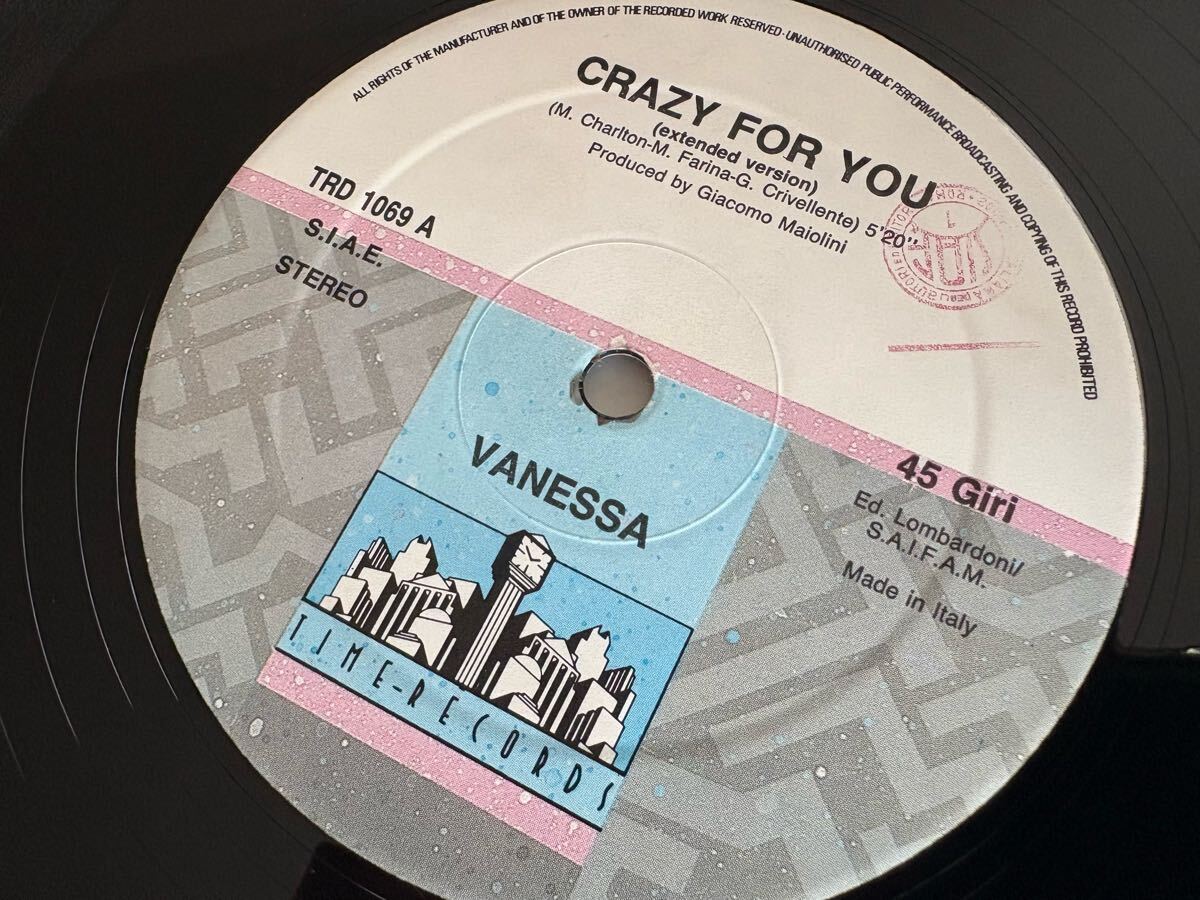 ALL RIGHTS OF THE MANUFACTURER AND OF THE OWNER OF THE RECORDED WORK RESERVED · UNAUTHORISED PUBLIC PERFORMANCE BROADCASTING AND COPYING OF THIS RECORD PROHIBITED
CRAZY FOR YOU
(extended version)
(M. Charlton-M. Farina-G. Crivellente) 5'20''
Produced by Giacomo Maiolini
TRD 1069 A
S.I.A.E.
STEREO
VANESSA
45 Giri
Ed. Lombardoni/
S.A.I.F.A.M.
Made in Italy
TIME-RECORDS